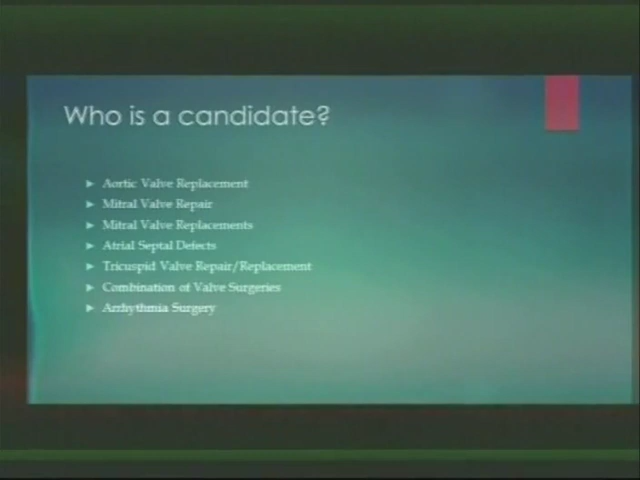 Who is a candidate?
Aortic Valve Replacement
Mitral Valve Repair
Mitral Valve Replacements
Atrial Septal Defects
Tricuspid Valve Repair/Replacement
Combination of Valve Surgeries
Arrhythmia Surgery